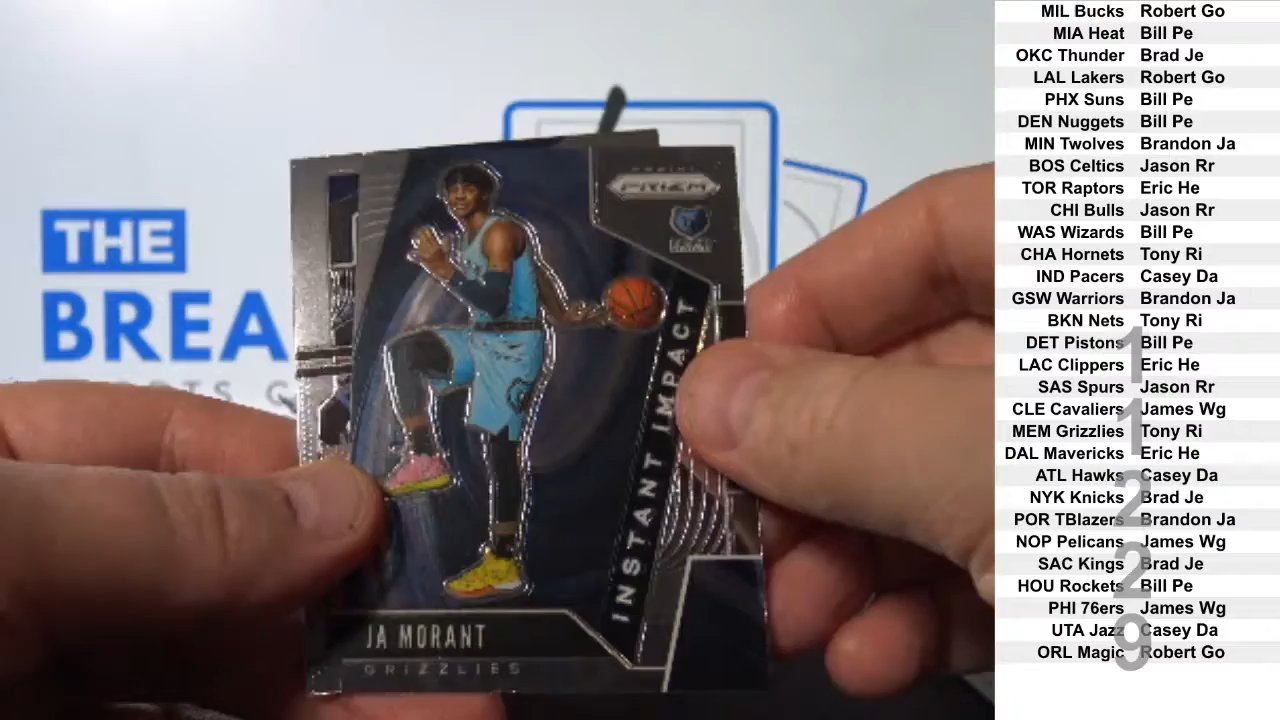 THE
BREA
PANINI
PRIZM
INSTANT IMPACT
JA MORANT
GRIZZLIES
MIL Bucks Robert Go
MIA Heat Bill Pe
OKC Thunder Brad Je
LAL Lakers Robert Go
PHX Suns Bill Pe
DEN Nuggets Bill Pe
MIN Twolves Brandon Ja
BOS Celtics Jason Rr
TOR Raptors Eric He
CHI Bulls Jason Rr
WAS Wizards Bill Pe
CHA Hornets Tony Ri
IND Pacers Casey Da
GSW Warriors Brandon Ja
BKN Nets Tony Ri
DET Pistons Bill Pe
LAC Clippers Eric He
SAS Spurs Jason Rr
CLE Cavaliers James Wg
MEM Grizzlies Tony Ri
DAL Mavericks Eric He
ATL Hawks Casey Da
NYK Knicks Brad Je
POR TBlazers Brandon Ja
NOP Pelicans James Wg
SAC Kings Brad Je
HOU Rockets Bill Pe
PHI 76ers James Wg
UTA Jazz Casey Da
ORL Magic Robert Go
1
1
2
2
9